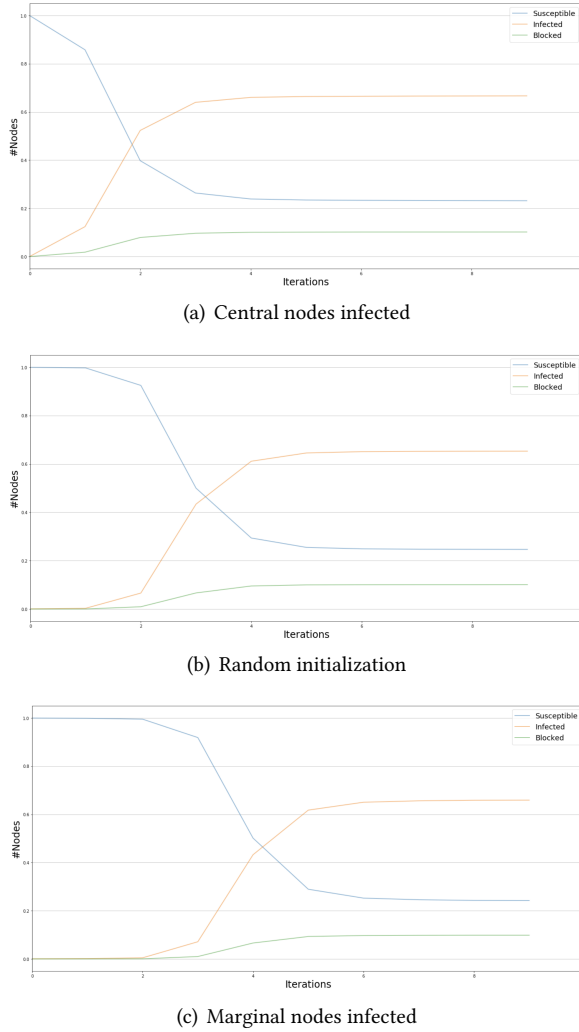 Susceptible
Infected
Blocked
1.0
0.8
0.6
0.4
0.2
0.0
#Nodes
0 2 4 6 8
Iterations
(a) Central nodes infected
Susceptible
Infected
Blocked
1.0
0.8
0.6
0.4
0.2
0.0
#Nodes
0 2 4 6 8
Iterations
(b) Random initialization
Susceptible
Infected
Blocked
1.0
0.8
0.6
0.4
0.2
0.0
#Nodes
0 2 4 6 8
Iterations
(c) Marginal nodes infected